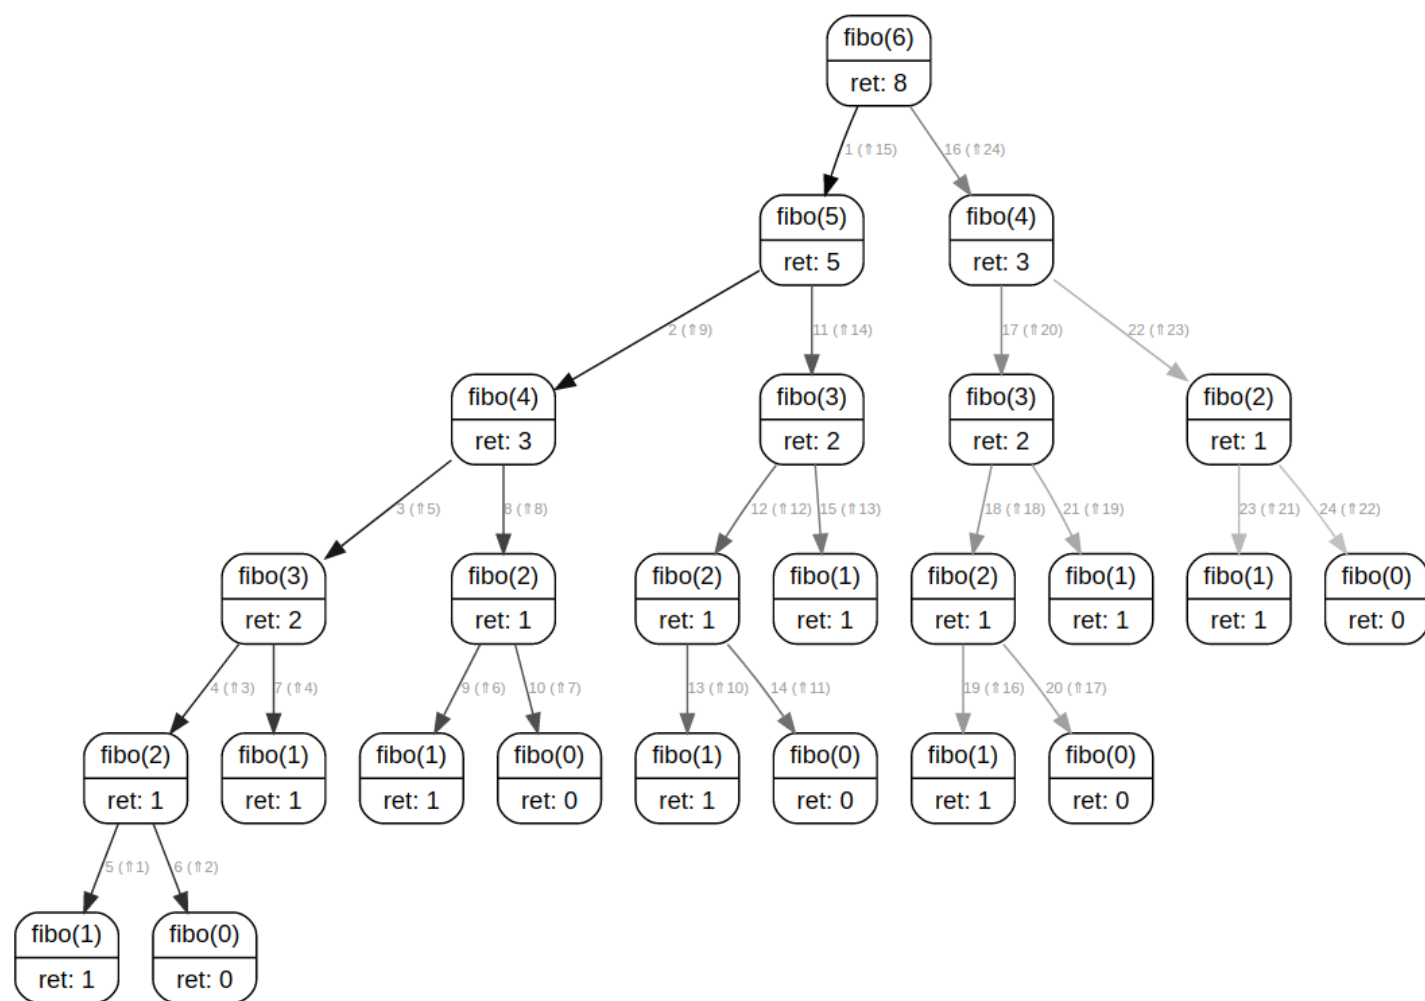 fibo(6)
ret: 8
1 (⇑15)
16 (⇑24)
fibo(5)
ret: 5
fibo(4)
ret: 3
2 (⇑9)
11 (⇑14)
17 (⇑20)
22 (⇑23)
fibo(4)
ret: 3
fibo(3)
ret: 2
fibo(3)
ret: 2
fibo(2)
ret: 1
3 (⇑5)
8 (⇑8)
12 (⇑12)
15 (⇑13)
18 (⇑18)
21 (⇑19)
23 (⇑21)
24 (⇑22)
fibo(3)
ret: 2
fibo(2)
ret: 1
fibo(2)
ret: 1
fibo(1)
ret: 1
fibo(2)
ret: 1
fibo(1)
ret: 1
fibo(1)
ret: 1
fibo(0)
ret: 0
4 (⇑3)
7 (⇑4)
9 (⇑6)
10 (⇑7)
13 (⇑10)
14 (⇑11)
19 (⇑16)
20 (⇑17)
fibo(2)
ret: 1
fibo(1)
ret: 1
fibo(1)
ret: 1
fibo(0)
ret: 0
fibo(1)
ret: 1
fibo(0)
ret: 0
fibo(1)
ret: 1
fibo(0)
ret: 0
5 (⇑1)
6 (⇑2)
fibo(1)
ret: 1
fibo(0)
ret: 0